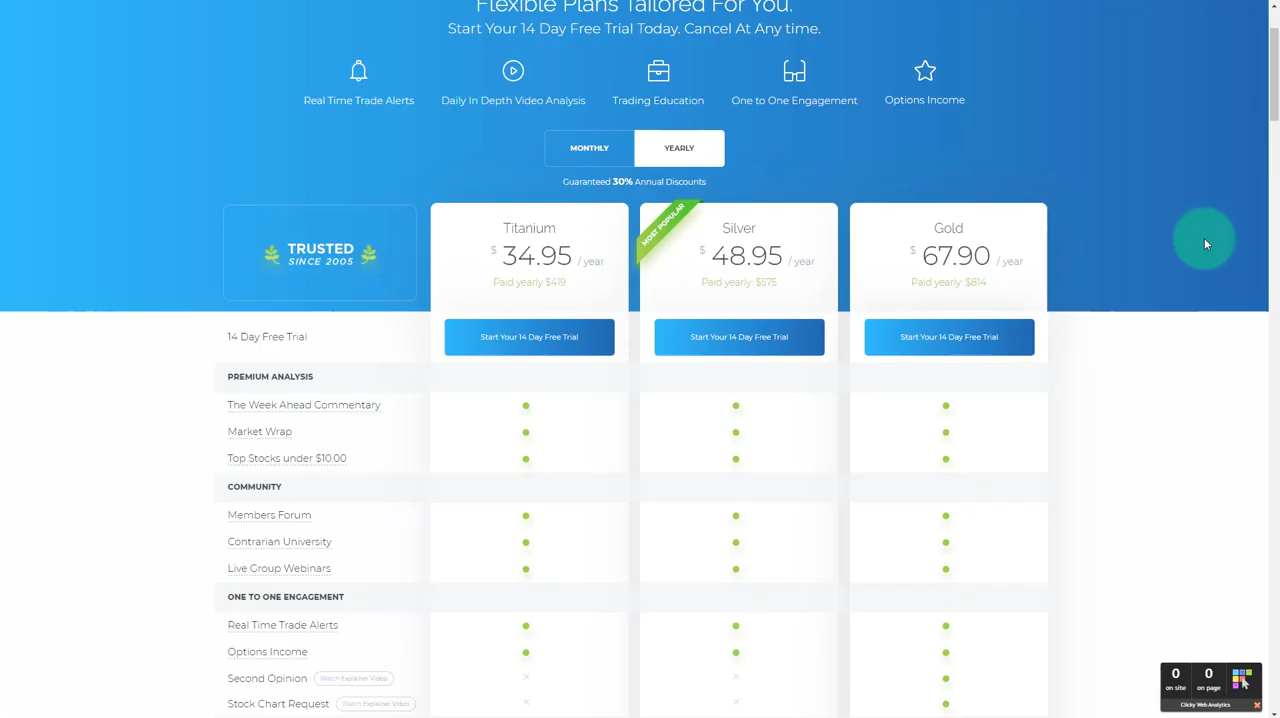 Flexible Plans Tailored For You.
Start Your 14 Day Free Trial Today. Cancel At Any time.
Real Time Trade Alerts
Daily In Depth Video Analysis
Trading Education
One to One Engagement
Options Income
MONTHLY
YEARLY
Guaranteed 30% Annual Discounts
TRUSTED
SINCE 2005
Titanium
$ 34.95 / year
Paid yearly $419
MOST POPULAR
Silver
$ 48.95 / year
Paid yearly: $575
Gold
$ 67.90 / year
Paid yearly: $814
14 Day Free Trial
Start Your 14 Day Free Trial
Start Your 14 Day Free Trial
Start Your 14 Day Free Trial
PREMIUM ANALYSIS
The Week Ahead Commentary
Market Wrap
Top Stocks under $10.00
COMMUNITY
Members Forum
Contrarian University
Live Group Webinars
ONE TO ONE ENGAGEMENT
Real Time Trade Alerts
Options Income
Second Opinion
Watch Explainer Video
Stock Chart Request
Watch Explainer Video
0 0
on site on page
Clicky Web Analytics